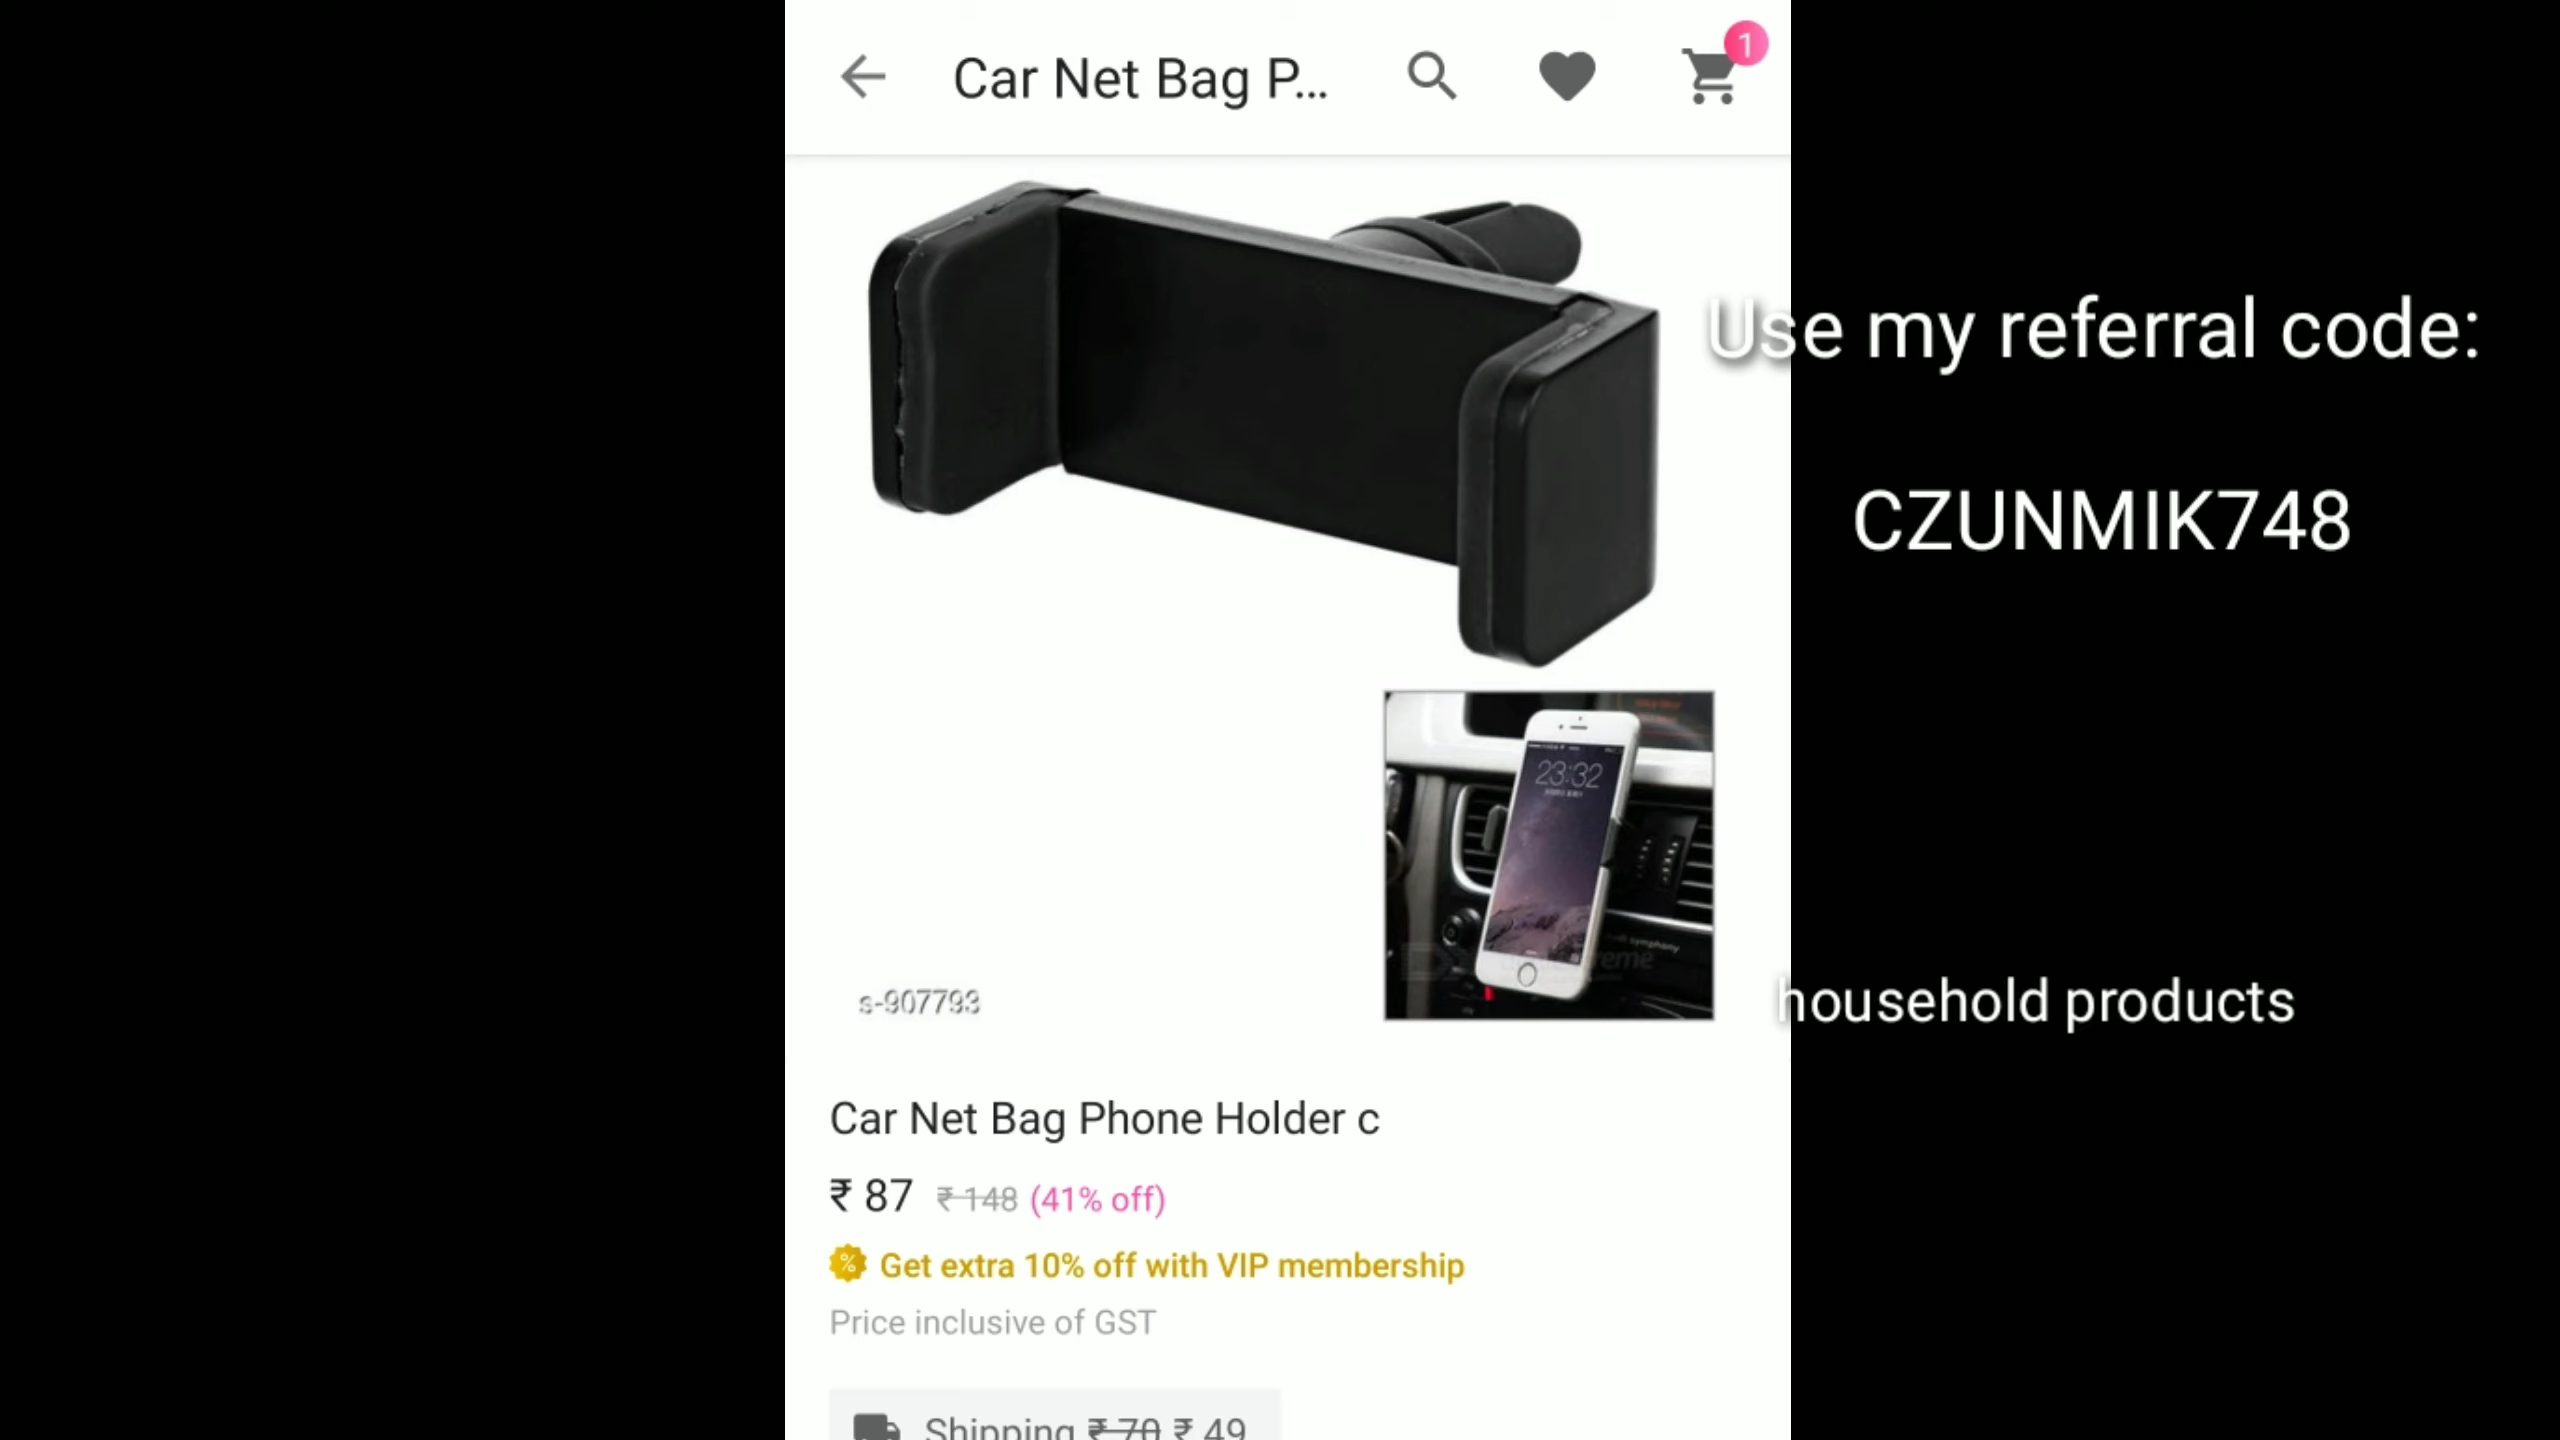 Car Net Bag P...
1
Use my referral code:
CZUNMIK748
23:32
symphony
s-907793
household products
Car Net Bag Phone Holder c
₹ 87 ₹ 148 (41% off)
% Get extra 10% off with VIP membership
Price inclusive of GST
Shipping ₹ 70 ₹ 49